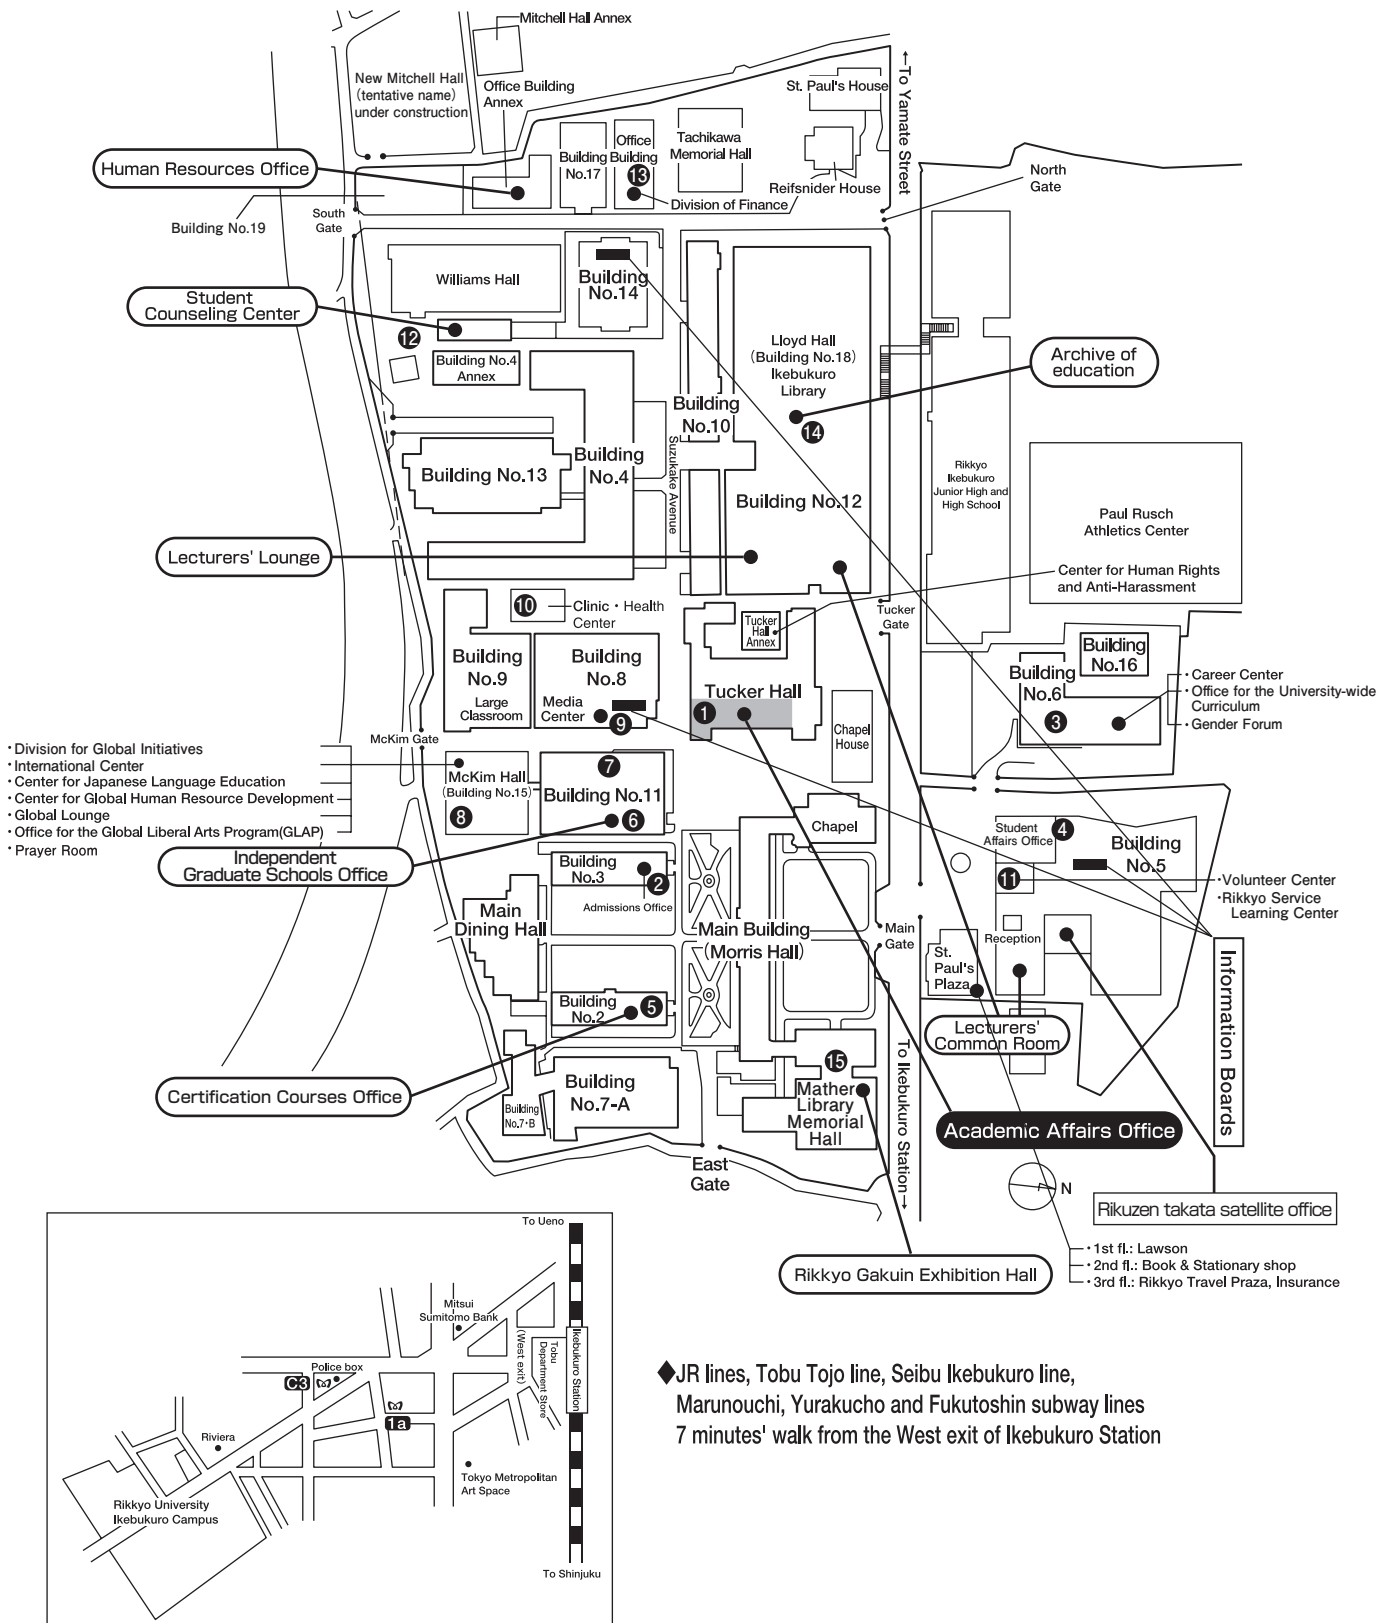 Mitchell Hall Annex
New Mitchell Hall
(tentative name)
under construction
Office Building
Annex
St. Paul's House
←To Yamate Street
Human Resources Office
Building
No.17
Office
Building
13
Tachikawa
Memorial Hall
Reifsnider House
Division of Finance
North
Gate
Building No.19
South
Gate
Williams Hall
Building
No.14
Student
Counseling Center
12
Building No.4
Annex
Lloyd Hall
(Building No.18)
Ikebukuro
Library
Archive of
education
14
Building
No.10
Suzukake Avenue
Building No.13
Building
No.4
Building No.12
Rikkyo
Ikebukuro
Junior High and
High School
Paul Rusch
Athletics Center
Lecturers' Lounge
Center for Human Rights
and Anti-Harassment
10
Clinic・Health
Center
Tucker
Hall
Annex
Tucker
Gate
Building
No.9
Large
Classroom
Building
No.8
Media
Center
9
Tucker Hall
1
Chapel
House
Building
No.16
Building
No.6
3
・Career Center
・Office for the University-wide
Curriculum
・Gender Forum
McKim Gate
・Division for Global Initiatives
・International Center
・Center for Japanese Language Education
・Center for Global Human Resource Development
・Global Lounge
・Office for the Global Liberal Arts Program(GLAP)
・Prayer Room
McKim Hall
(Building No.15)
8
7
Building No.11
6
Independent
Graduate Schools Office
Chapel
Student
Affairs Office
4
Building
No.5
11
・Volunteer Center
・Rikkyo Service
Learning Center
Building
No.3
2
Admissions Office
Main
Dining Hall
Main Building
(Morris Hall)
Main
Gate
Reception
St.
Paul's
Plaza
Information Boards
Building
No.2
5
Lecturers'
Common Room
Certification Courses Office
Building
No.7-A
Building
No.7・B
15
Mather
Library
Memorial
Hall
To Ikebukuro Station→
Academic Affairs Office
East
Gate
N
Rikuzen takata satellite office
Rikkyo Gakuin Exhibition Hall
・1st fl.: Lawson
・2nd fl.: Book & Stationary shop
・3rd fl.: Rikkyo Travel Praza, Insurance
To Ueno
Mitsui
Sumitomo Bank
(West exit)
Tobu
Department Store
Ikebukuro Station
Police box
C3
1a
Riviera
Tokyo Metropolitan
Art Space
Rikkyo University
Ikebukuro Campus
To Shinjuku
◆JR lines, Tobu Tojo line, Seibu Ikebukuro line,
Marunouchi, Yurakucho and Fukutoshin subway lines
7 minutes' walk from the West exit of Ikebukuro Station